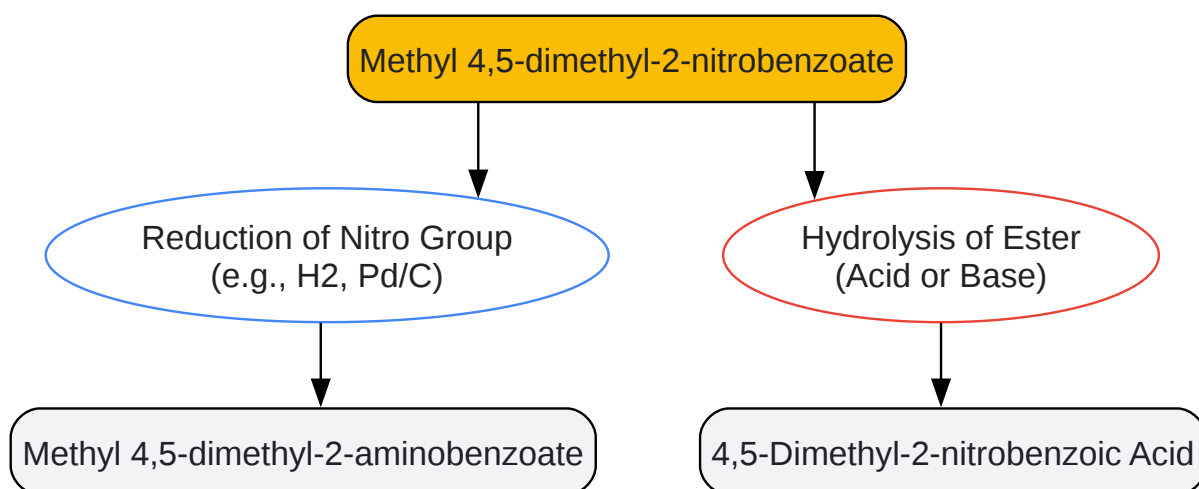 Methyl 4,5-dimethyl-2-nitrobenzoate
Reduction of Nitro Group
(e.g., H2, Pd/C)
Hydrolysis of Ester
(Acid or Base)
Methyl 4,5-dimethyl-2-aminobenzoate
4,5-Dimethyl-2-nitrobenzoic Acid